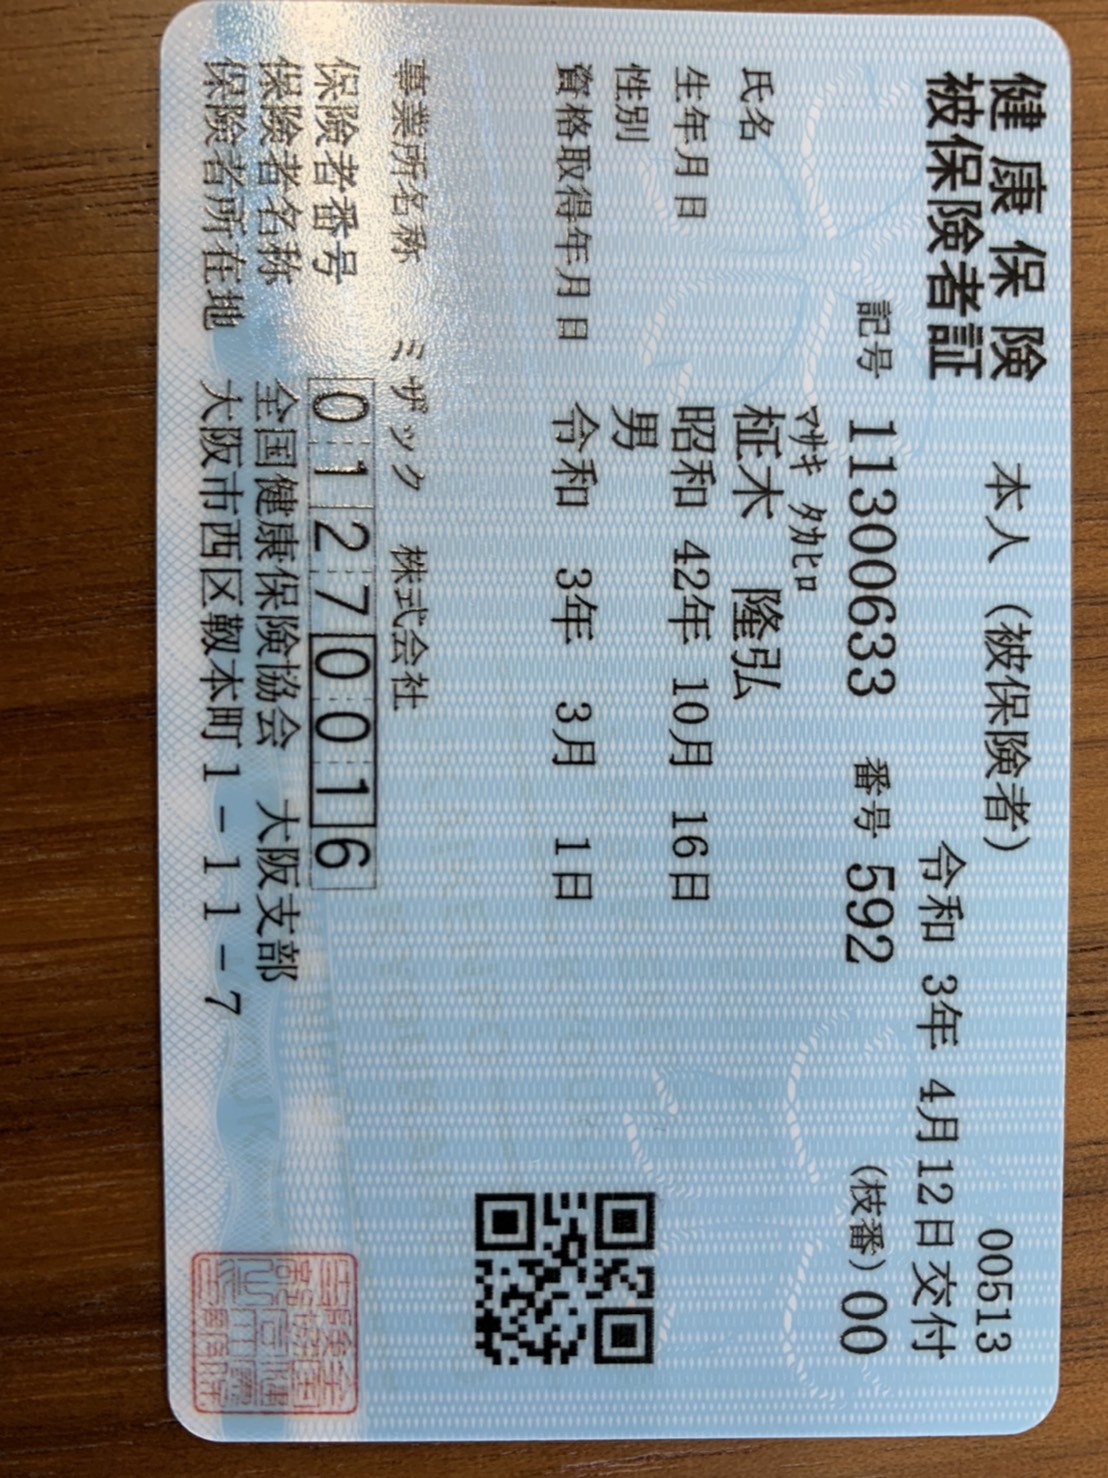 健康保険
被保険者証
本人（被保険者）
00513
令和 3年 4月12日交付
記号 11300633 番号 592 (枝番) 00
マサキ タカヒロ
氏名 柾木 隆弘
生年月日 昭和 42年 10月 16日
性別 男
資格取得年月日 令和 3年 3月 1日
事業所名称 ミザック 株式会社
保険者番号 01270016
保険者名称 全国健康保険協会 大阪支部
保険者所在地 大阪市西区靱本町1-11-7